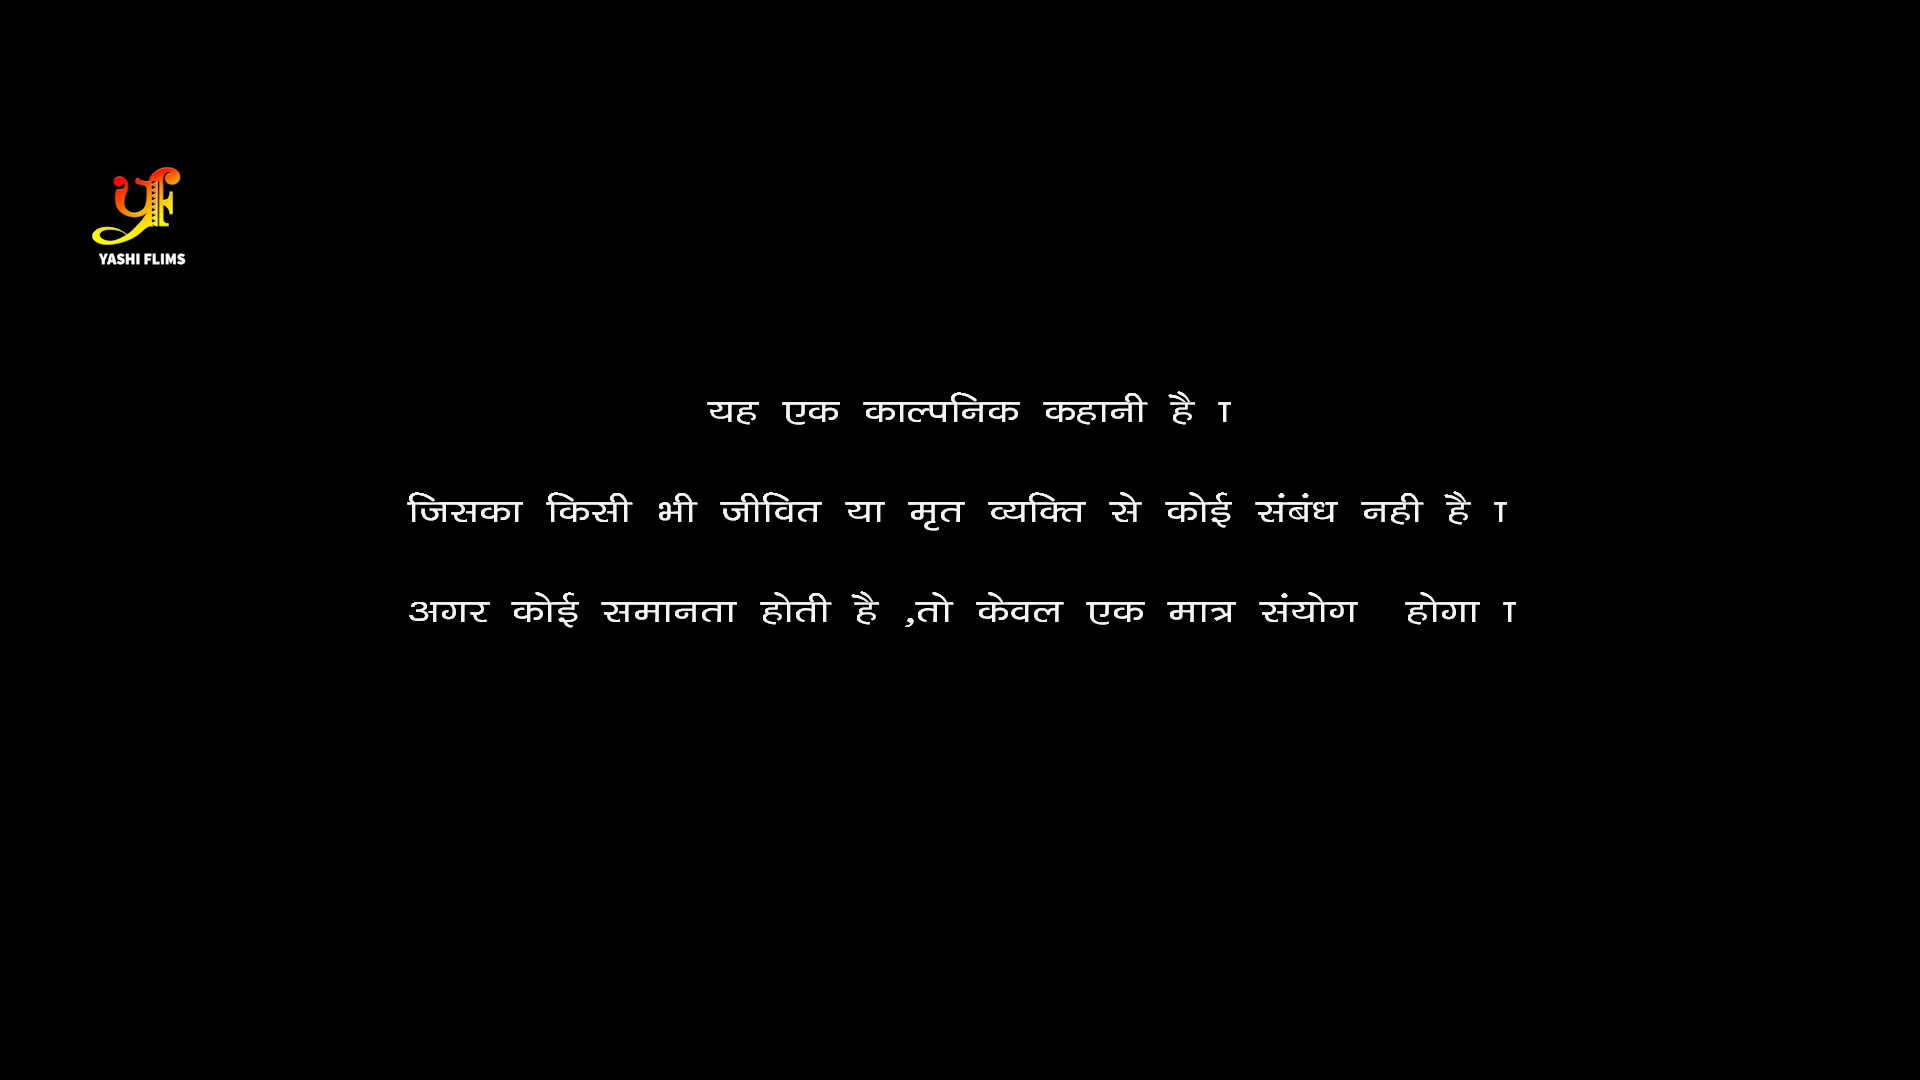 YASHI FLIMS
यह एक काल्पनिक कहानी है ा
जिसका किसी भी जीवित या मृत व्यक्ति से कोई संबंध नही है ा
अगर कोई समानता होती है ,तो केवल एक मात्र संयोग होगा ा